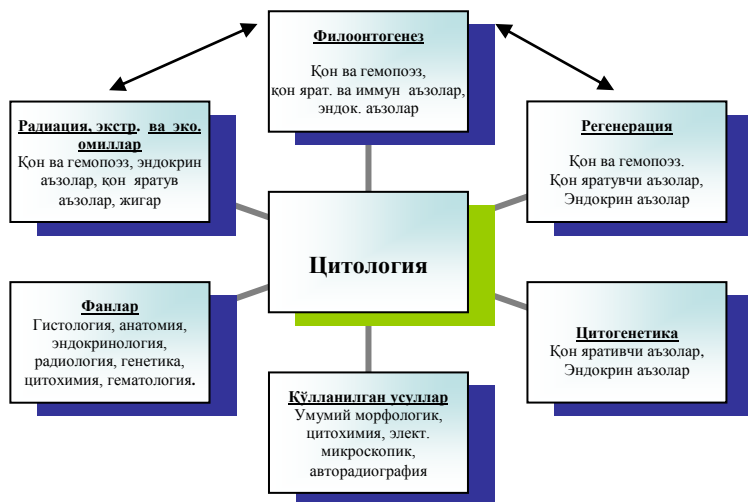 Филоонтогенез
Қон ва гемопоэз,
қон ярат. ва иммун аъзолар,
эндок. аъзолар
Радиация, экстр. ва эко.
омиллар
Қон ва гемопоэз, эндокрин
аъзолар, қон яратув
аъзолар, жигар
Регенерация
Қон ва гемопоэз.
Қон яратувчи аъзолар,
Эндокрин аъзолар
Цитология
Фанлар
Гистология, анатомия,
эндокринология,
радиология, генетика,
цитохимия, гематология.
Цитогенетика
Қон яративчи аъзолар,
Эндокрин аъзолар
Қўлланилган усуллар
Умумий морфологик,
цитохимия, элект.
микроскопик,
авторадиография